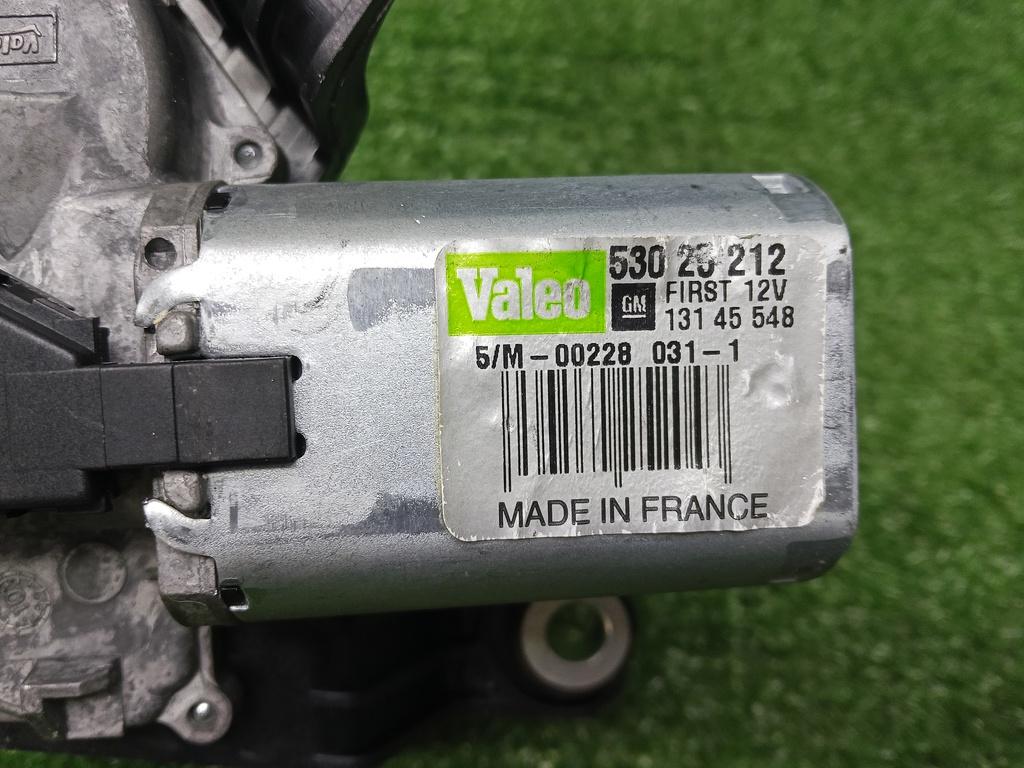 Valeo
530 25 212
GM
FIRST 12V
131 45 548
5/M-00228 031-1
MADE IN FRANCE